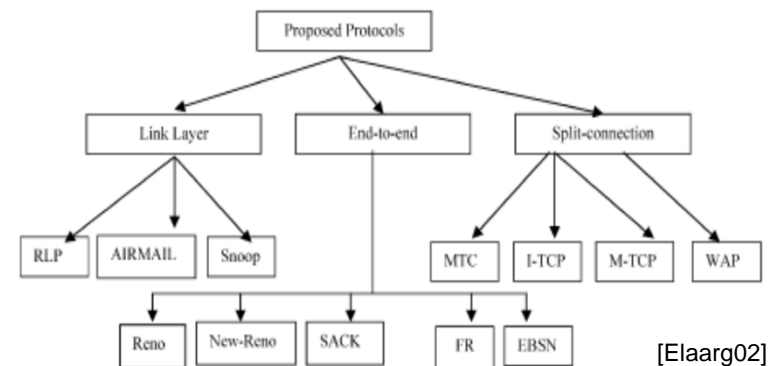 Proposed Protocols
Link Layer
End-to-end
Split-connection
RLP
AIRMAIL
Snoop
MTC
I-TCP
M-TCP
WAP
Reno
New-Reno
SACK
FR
EBSN
[Elaarg02]